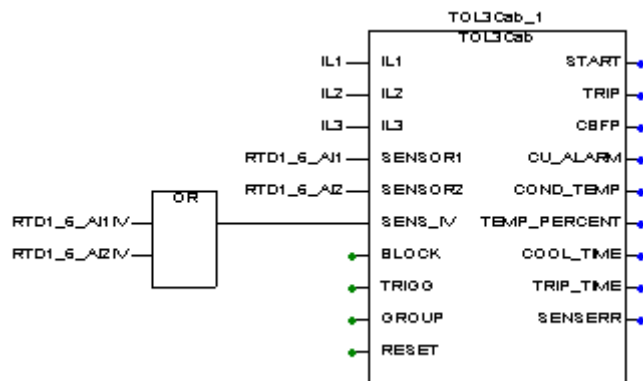 TOL3Cab_1
TOL3Cab
IL1 IL1 START
IL2 IL2 TRIP
IL3 IL3 CBFP
RTD1_6_AI1 SENSOR1 CU_ALARM
RTD1_6_AI2 SENSOR2 COND_TEMP
OR
RTD1_6_AI1IV SENS_IV TEMP_PERCENT
RTD1_6_AI2IV BLOCK COOL_TIME
TRIGG TRIP_TIME
GROUP SENSERR
RESET